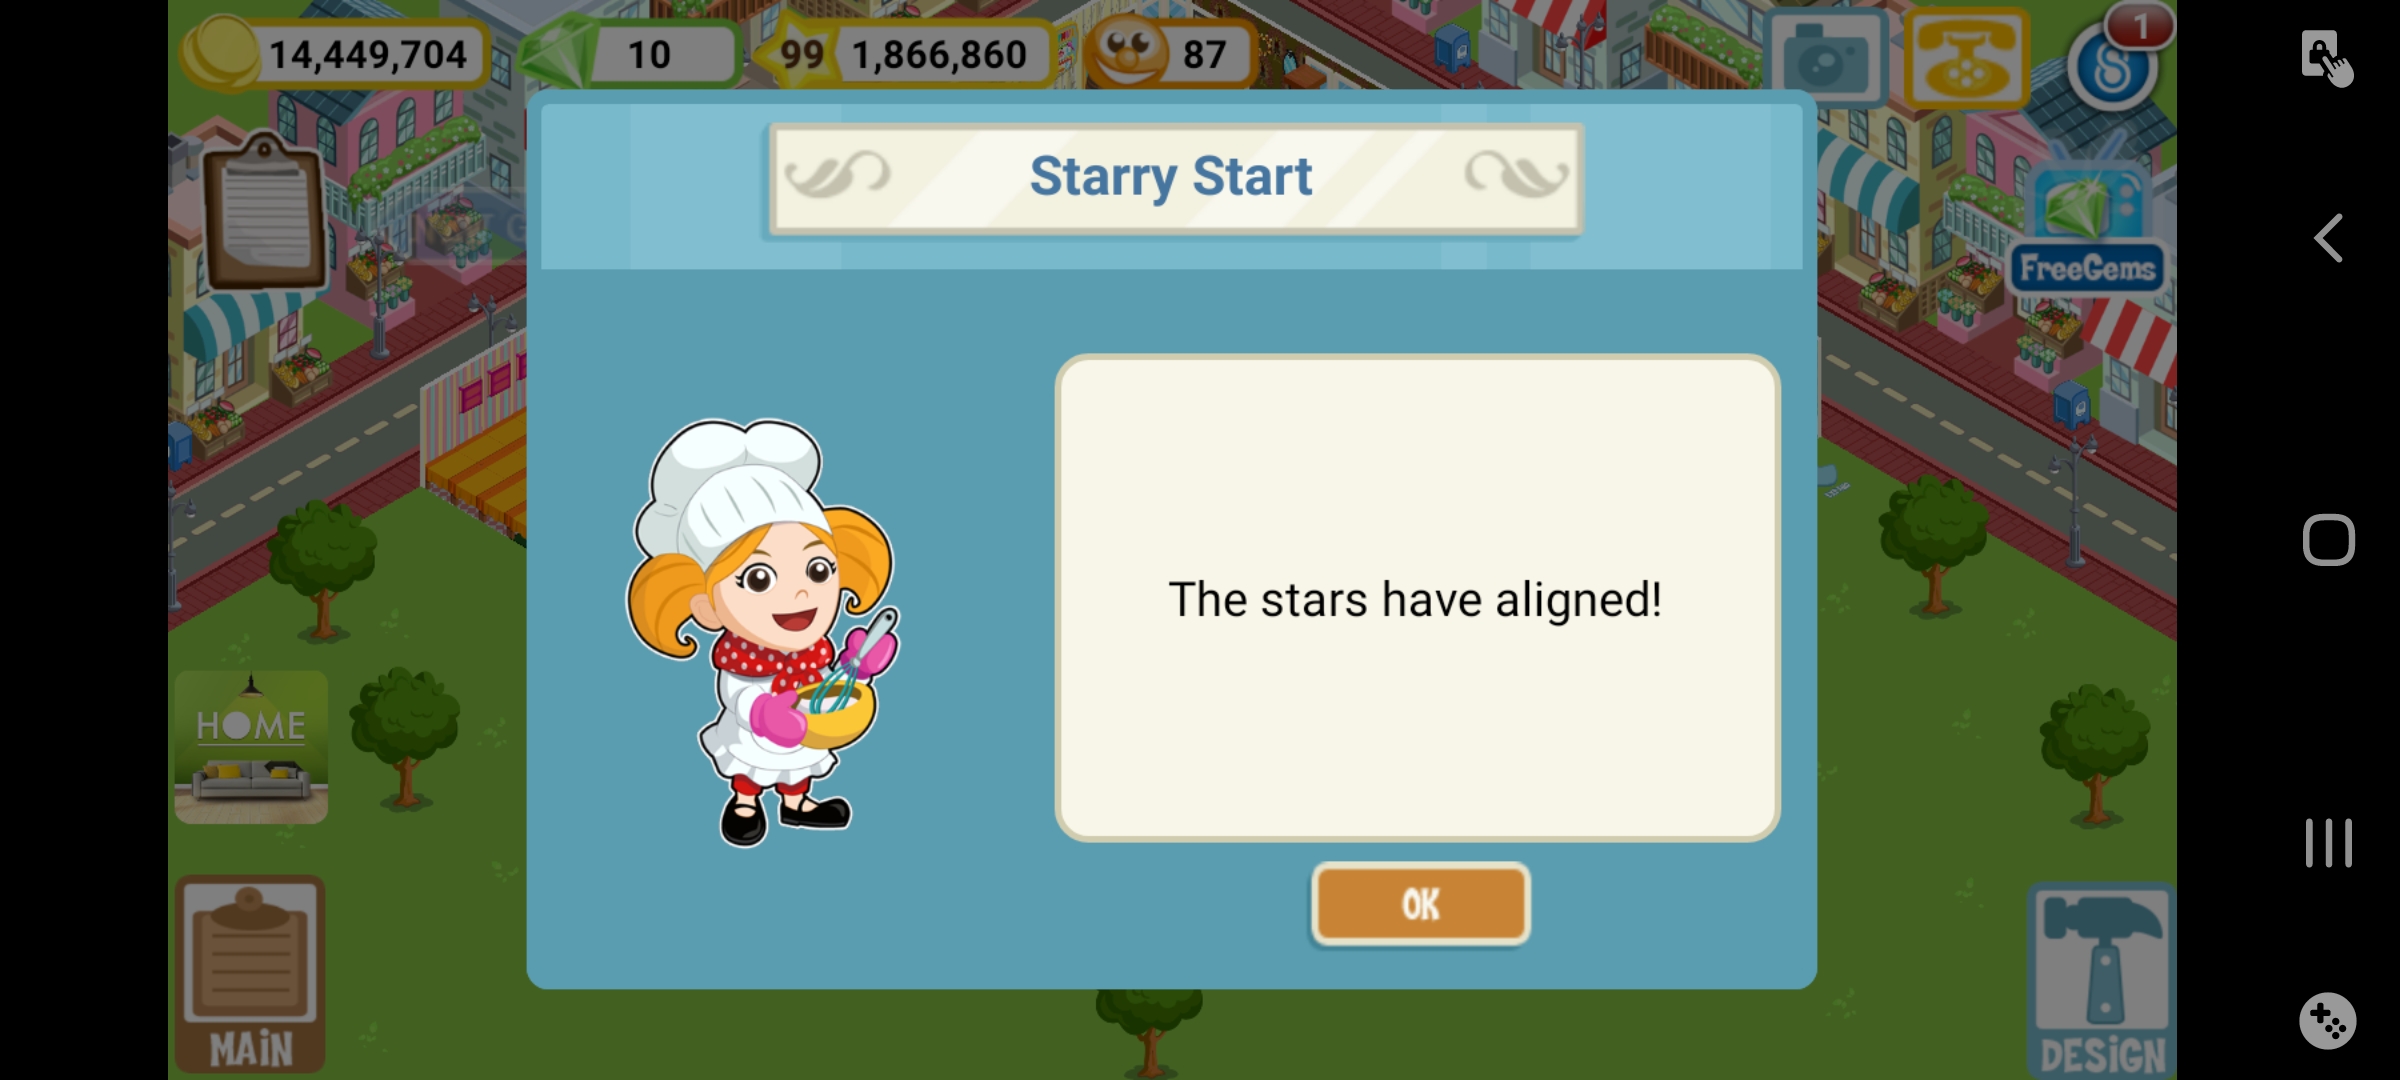 14,449,704
10
99 1,866,860
87
1
Starry Start
FreeGems
The stars have aligned!
HOME
OK
MAIN
DESIGN